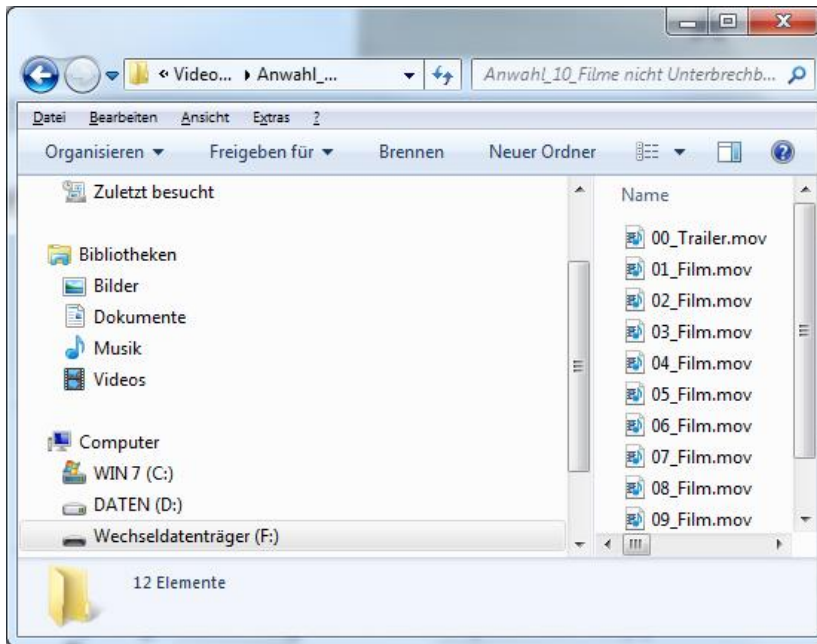 « Video... ▸ Anwahl_...
Anwahl_10_Filme nicht Unterbrechb...
Datei Bearbeiten Ansicht Extras ?
Organisieren Freigeben für Brennen Neuer Ordner
Zuletzt besucht
Bibliotheken
Bilder
Dokumente
Musik
Videos
Computer
WIN 7 (C:)
DATEN (D:)
Wechseldatenträger (F:)
Name
00_Trailer.mov
01_Film.mov
02_Film.mov
03_Film.mov
04_Film.mov
05_Film.mov
06_Film.mov
07_Film.mov
08_Film.mov
09_Film.mov
12 Elemente